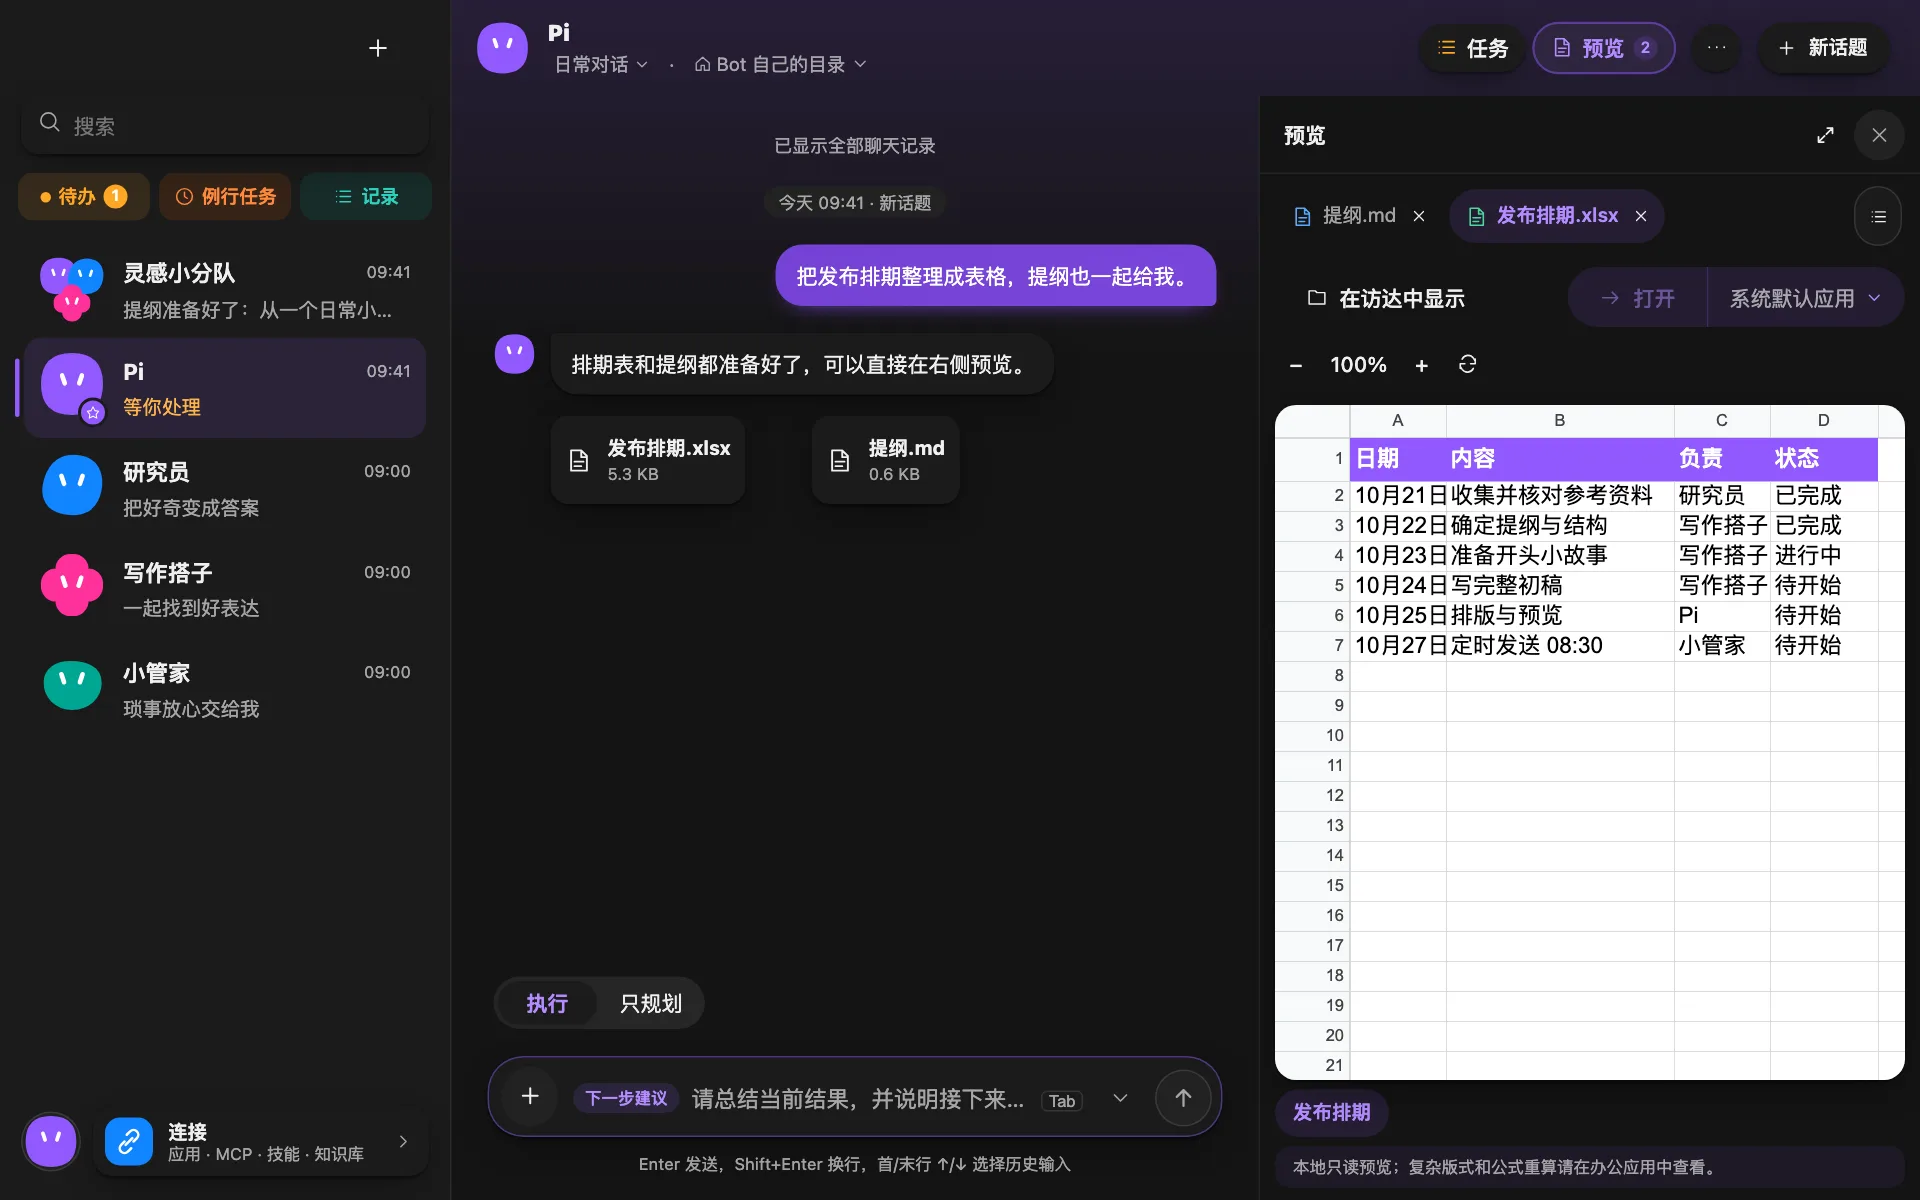 搜索
待办 1
例行任务
记录
灵感小分队 09:41
提纲准备好了：从一个日常小...
Pi 09:41
等你处理
研究员 09:00
把好奇变成答案
写作搭子 09:00
一起找到好表达
小管家 09:00
琐事放心交给我
连接
应用 · MCP · 技能 · 知识库
Pi
日常对话 · Bot 自己的目录
任务
预览 2
新话题
已显示全部聊天记录
今天 09:41 · 新话题
把发布排期整理成表格，提纲也一起给我。
排期表和提纲都准备好了，可以直接在右侧预览。
发布排期.xlsx
5.3 KB
提纲.md
0.6 KB
执行 只规划
下一步建议 请总结当前结果，并说明接下来... Tab
Enter 发送，Shift+Enter 换行，首/末行 ↑/↓ 选择历史输入
预览
提纲.md
发布排期.xlsx
在访达中显示
打开 系统默认应用
− 100% +
A B C D
1 日期 内容 负责 状态
2 10月21日 收集并核对参考资料 研究员 已完成
3 10月22日 确定提纲与结构 写作搭子 已完成
4 10月23日 准备开头小故事 写作搭子 进行中
5 10月24日 写完整初稿 写作搭子 待开始
6 10月25日 排版与预览 Pi 待开始
7 10月27日 定时发送 08:30 小管家 待开始
8
9
10
11
12
13
14
15
16
17
18
19
20
21
发布排期
本地只读预览；复杂版式和公式重算请在办公应用中查看。